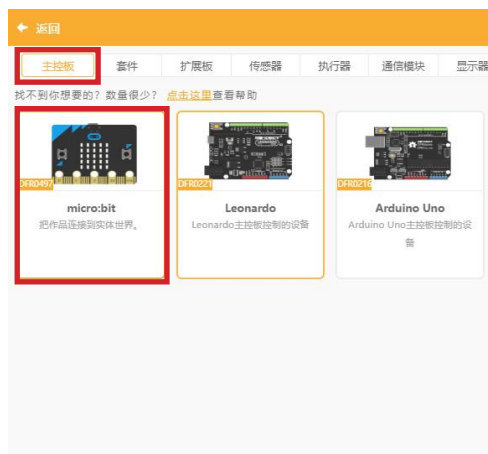 返回
主控板 套件 扩展板 传感器 执行器 通信模块 显示器
找不到你想要的？数量很少？ 点击这里查看帮助
DFR0497 DFR0221 DFR0216
micro:bit Leonardo Arduino Uno
把作品连接到实体世界。 Leonardo主控板控制的设备 Arduino Uno主控板控制的设
备